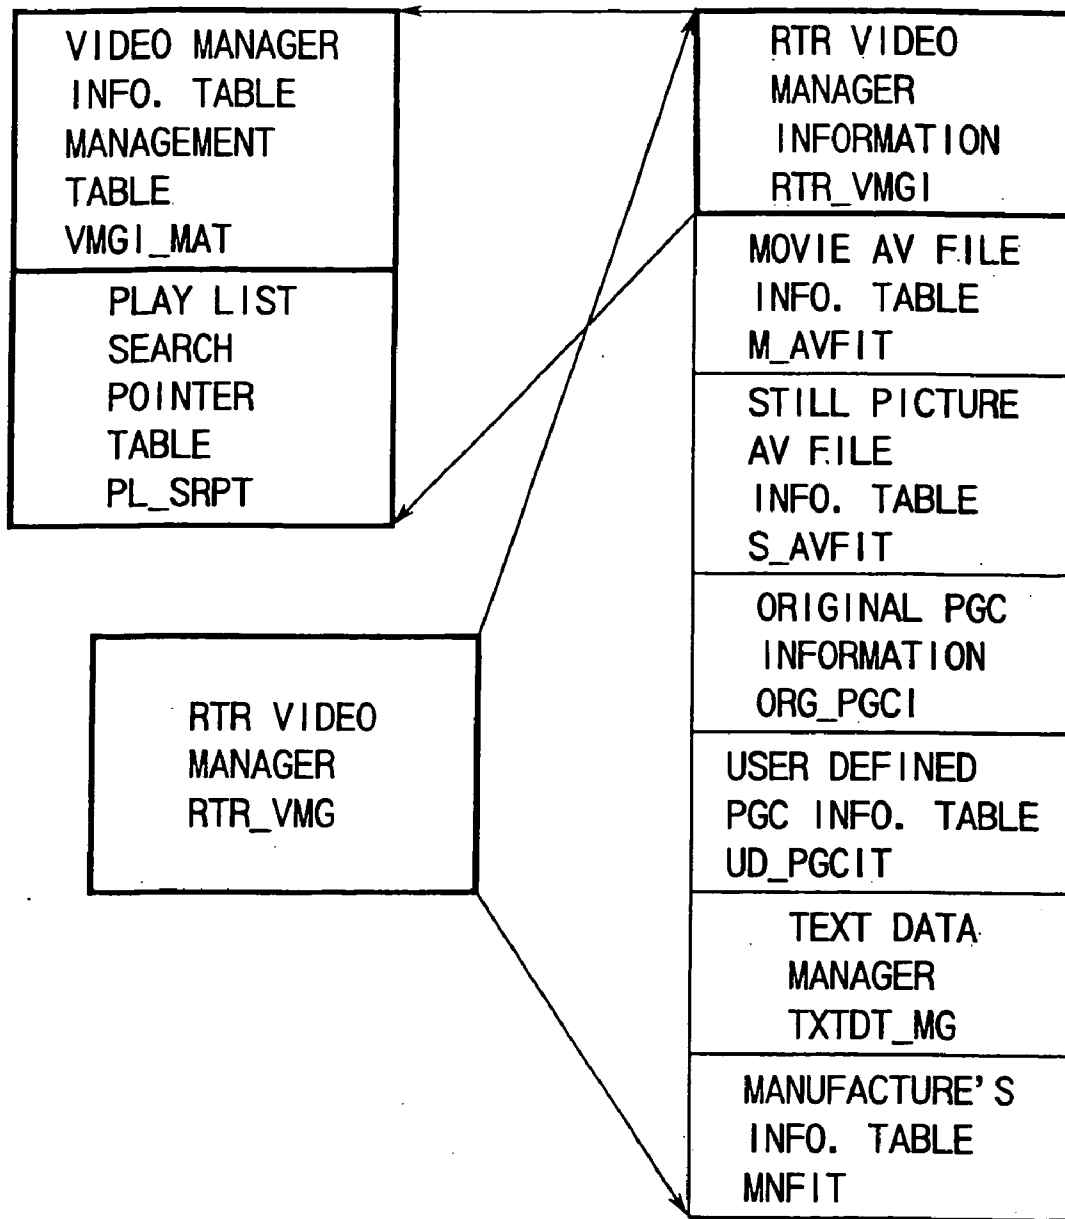 VIDEO MANAGER
INFO. TABLE
MANAGEMENT
TABLE
VMGI_MAT
PLAY LIST
SEARCH
POINTER
TABLE
PL_SRPT
RTR VIDEO
MANAGER
RTR_VMG
RTR VIDEO
MANAGER
INFORMATION
RTR_VMGI
MOVIE AV FILE
INFO. TABLE
M_AVFIT
STILL PICTURE
AV FILE
INFO. TABLE
S_AVFIT
ORIGINAL PGC
INFORMATION
ORG_PGCI
USER DEFINED
PGC INFO. TABLE
UD_PGCIT
TEXT DATA
MANAGER
TXTDT_MG
MANUFACTURE'S
INFO. TABLE
MNFIT